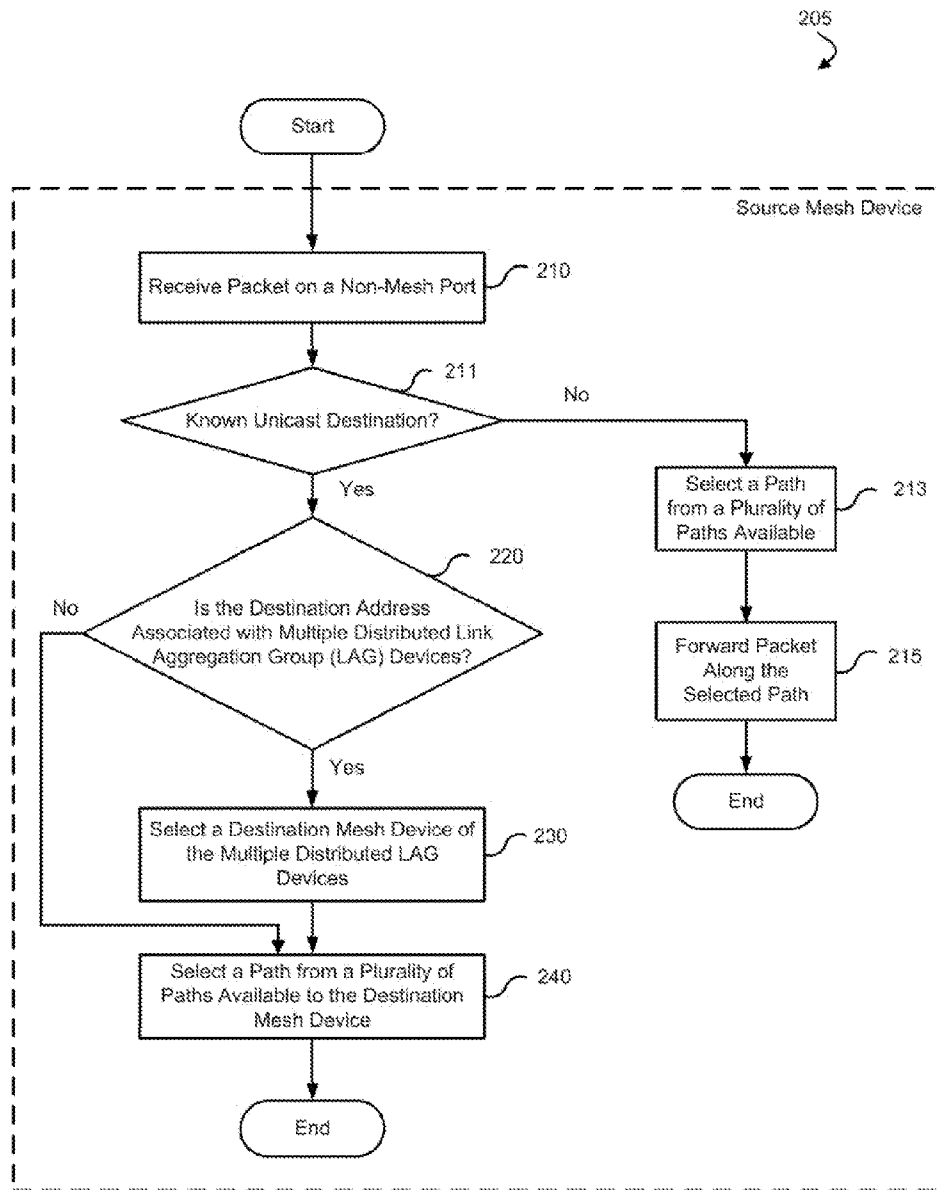 205
Start
Source Mesh Device
Receive Packet on a Non-Mesh Port
210
211
Known Unicast Destination?
No
Yes
Select a Path
from a Plurality of
Paths Available
213
220
No
Is the Destination Address
Associated with Multiple Distributed Link
Aggregation Group (LAG) Devices?
Forward Packet
Along the
Selected Path
215
Yes
End
Select a Destination Mesh Device of
the Multiple Distributed LAG
Devices
230
Select a Path from a Plurality of
Paths Available to the Destination
Mesh Device
240
End